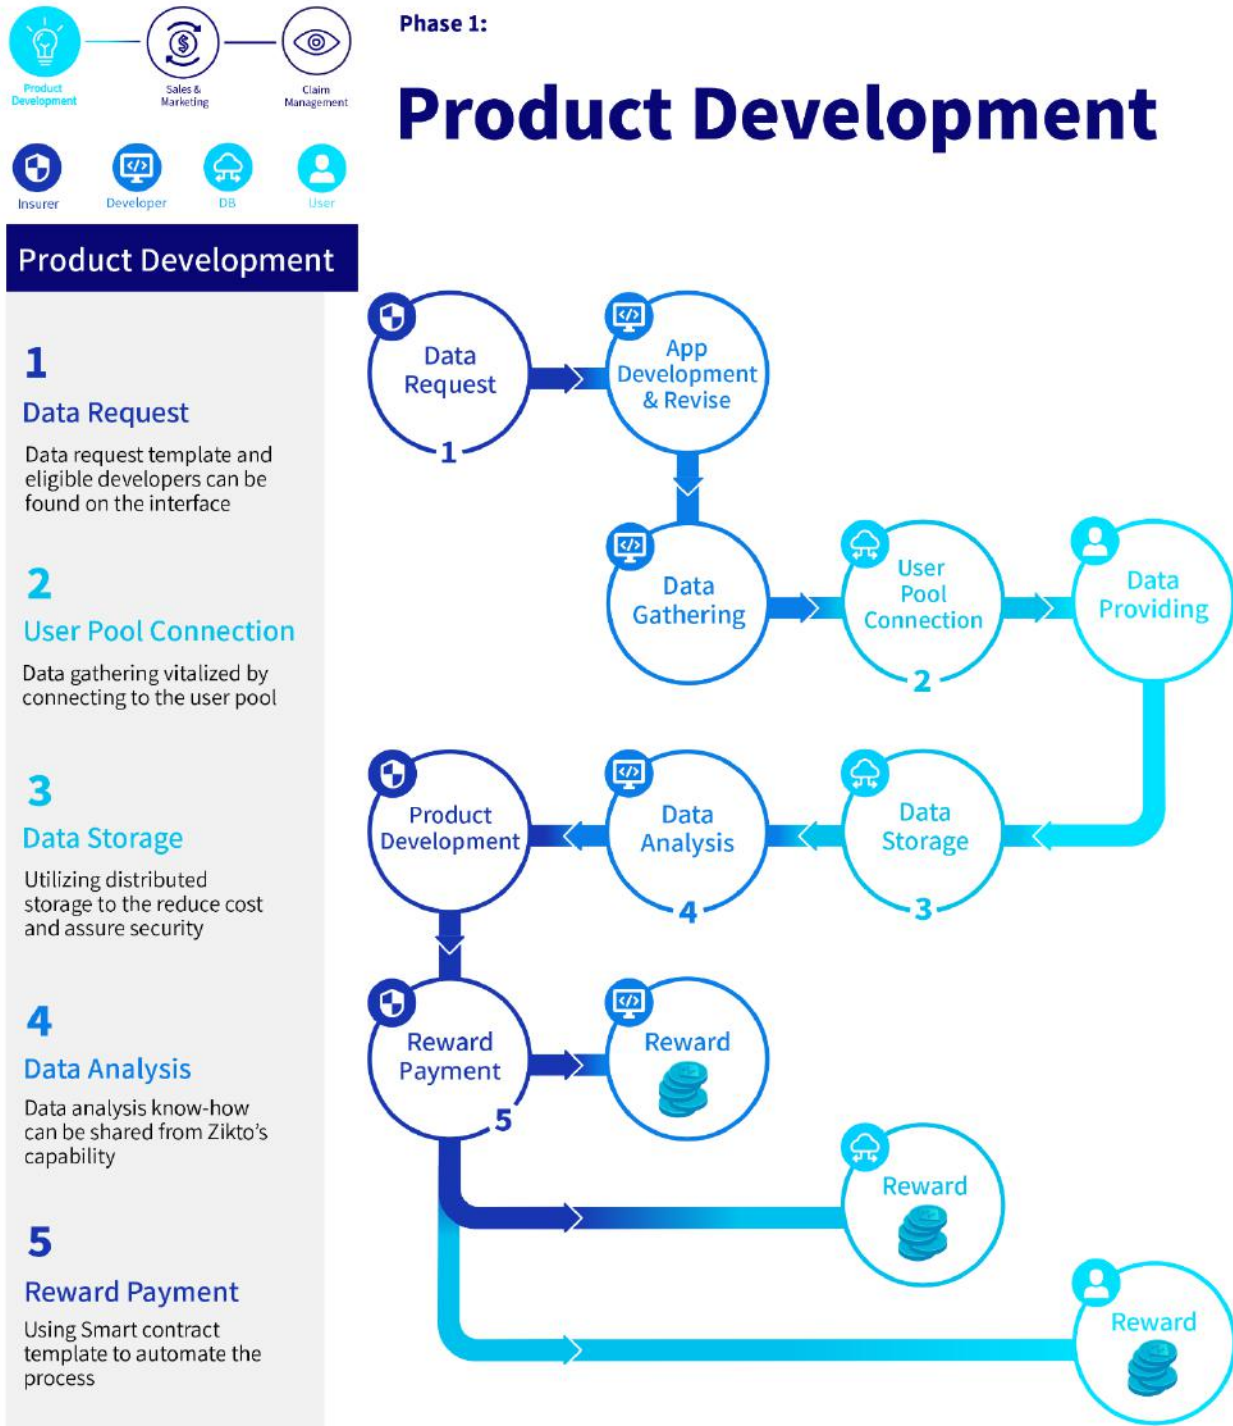 Product
Development
Sales &
Marketing
Claim
Management
Insurer
Developer
DB
User
Phase 1:
Product Development
Product Development
1
Data Request
Data request template and
eligible developers can be
found on the interface
2
User Pool Connection
Data gathering vitalized by
connecting to the user pool
3
Data Storage
Utilizing distributed
storage to the reduce cost
and assure security
4
Data Analysis
Data analysis know-how
can be shared from Zikto's
capability
5
Reward Payment
Using Smart contract
template to automate the
process
Data
Request
1
App
Development
& Revise
Data
Gathering
User
Pool
Connection
2
Data
Providing
Product
Development
Data
Analysis
4
Data
Storage
3
Reward
Payment
5
Reward
Reward
Reward